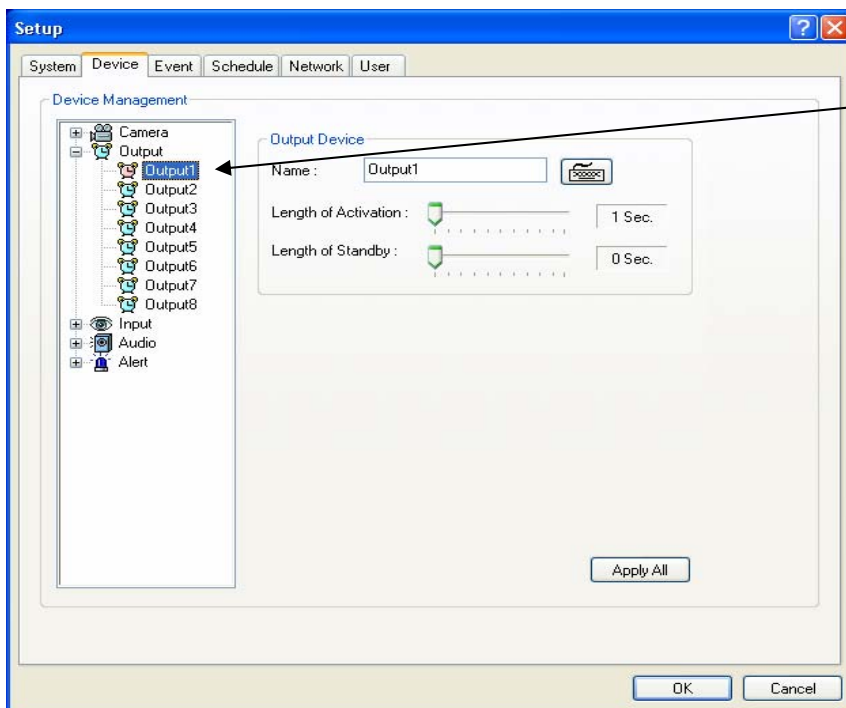 Setup
System Device Event Schedule Network User
Device Management
Camera
Output
Output1
Output2
Output3
Output4
Output5
Output6
Output7
Output8
Input
Audio
Alert
Output Device
Name : Output1
Length of Activation : 1 Sec.
Length of Standby : 0 Sec.
Apply All
OK Cancel